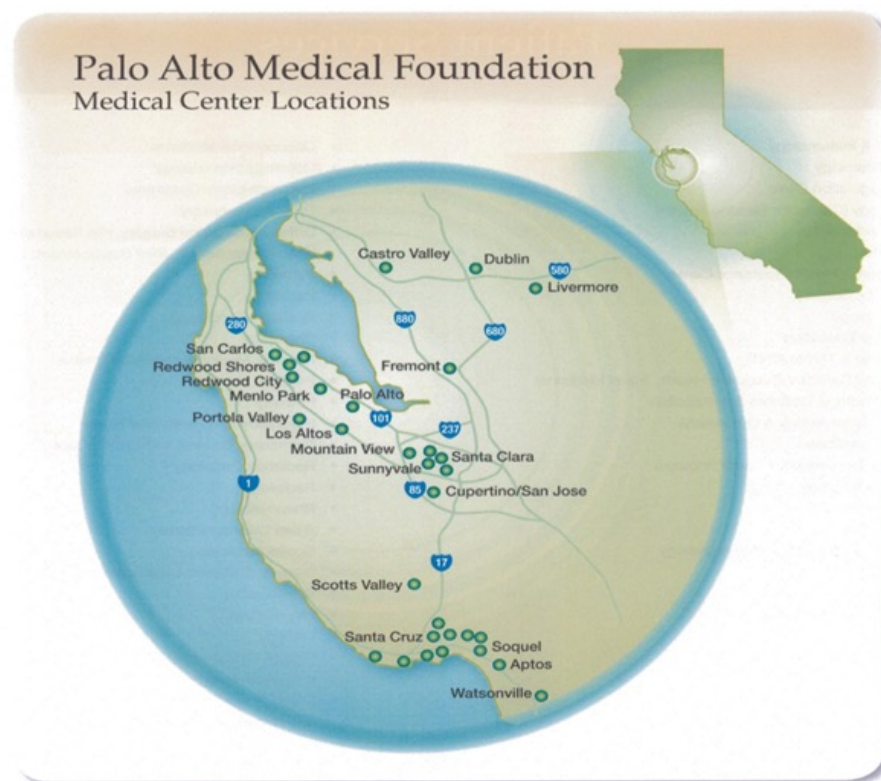 Palo Alto Medical Foundation
Medical Center Locations
Castro Valley
Dublin
580
Livermore
880
680
280
San Carlos
Redwood Shores
Redwood City
Menlo Park
Fremont
Palo Alto
101
Portola Valley
Los Altos
237
Mountain View
Santa Clara
Sunnyvale
1
85
Cupertino/San Jose
17
Scotts Valley
Santa Cruz
Soquel
Aptos
Watsonville